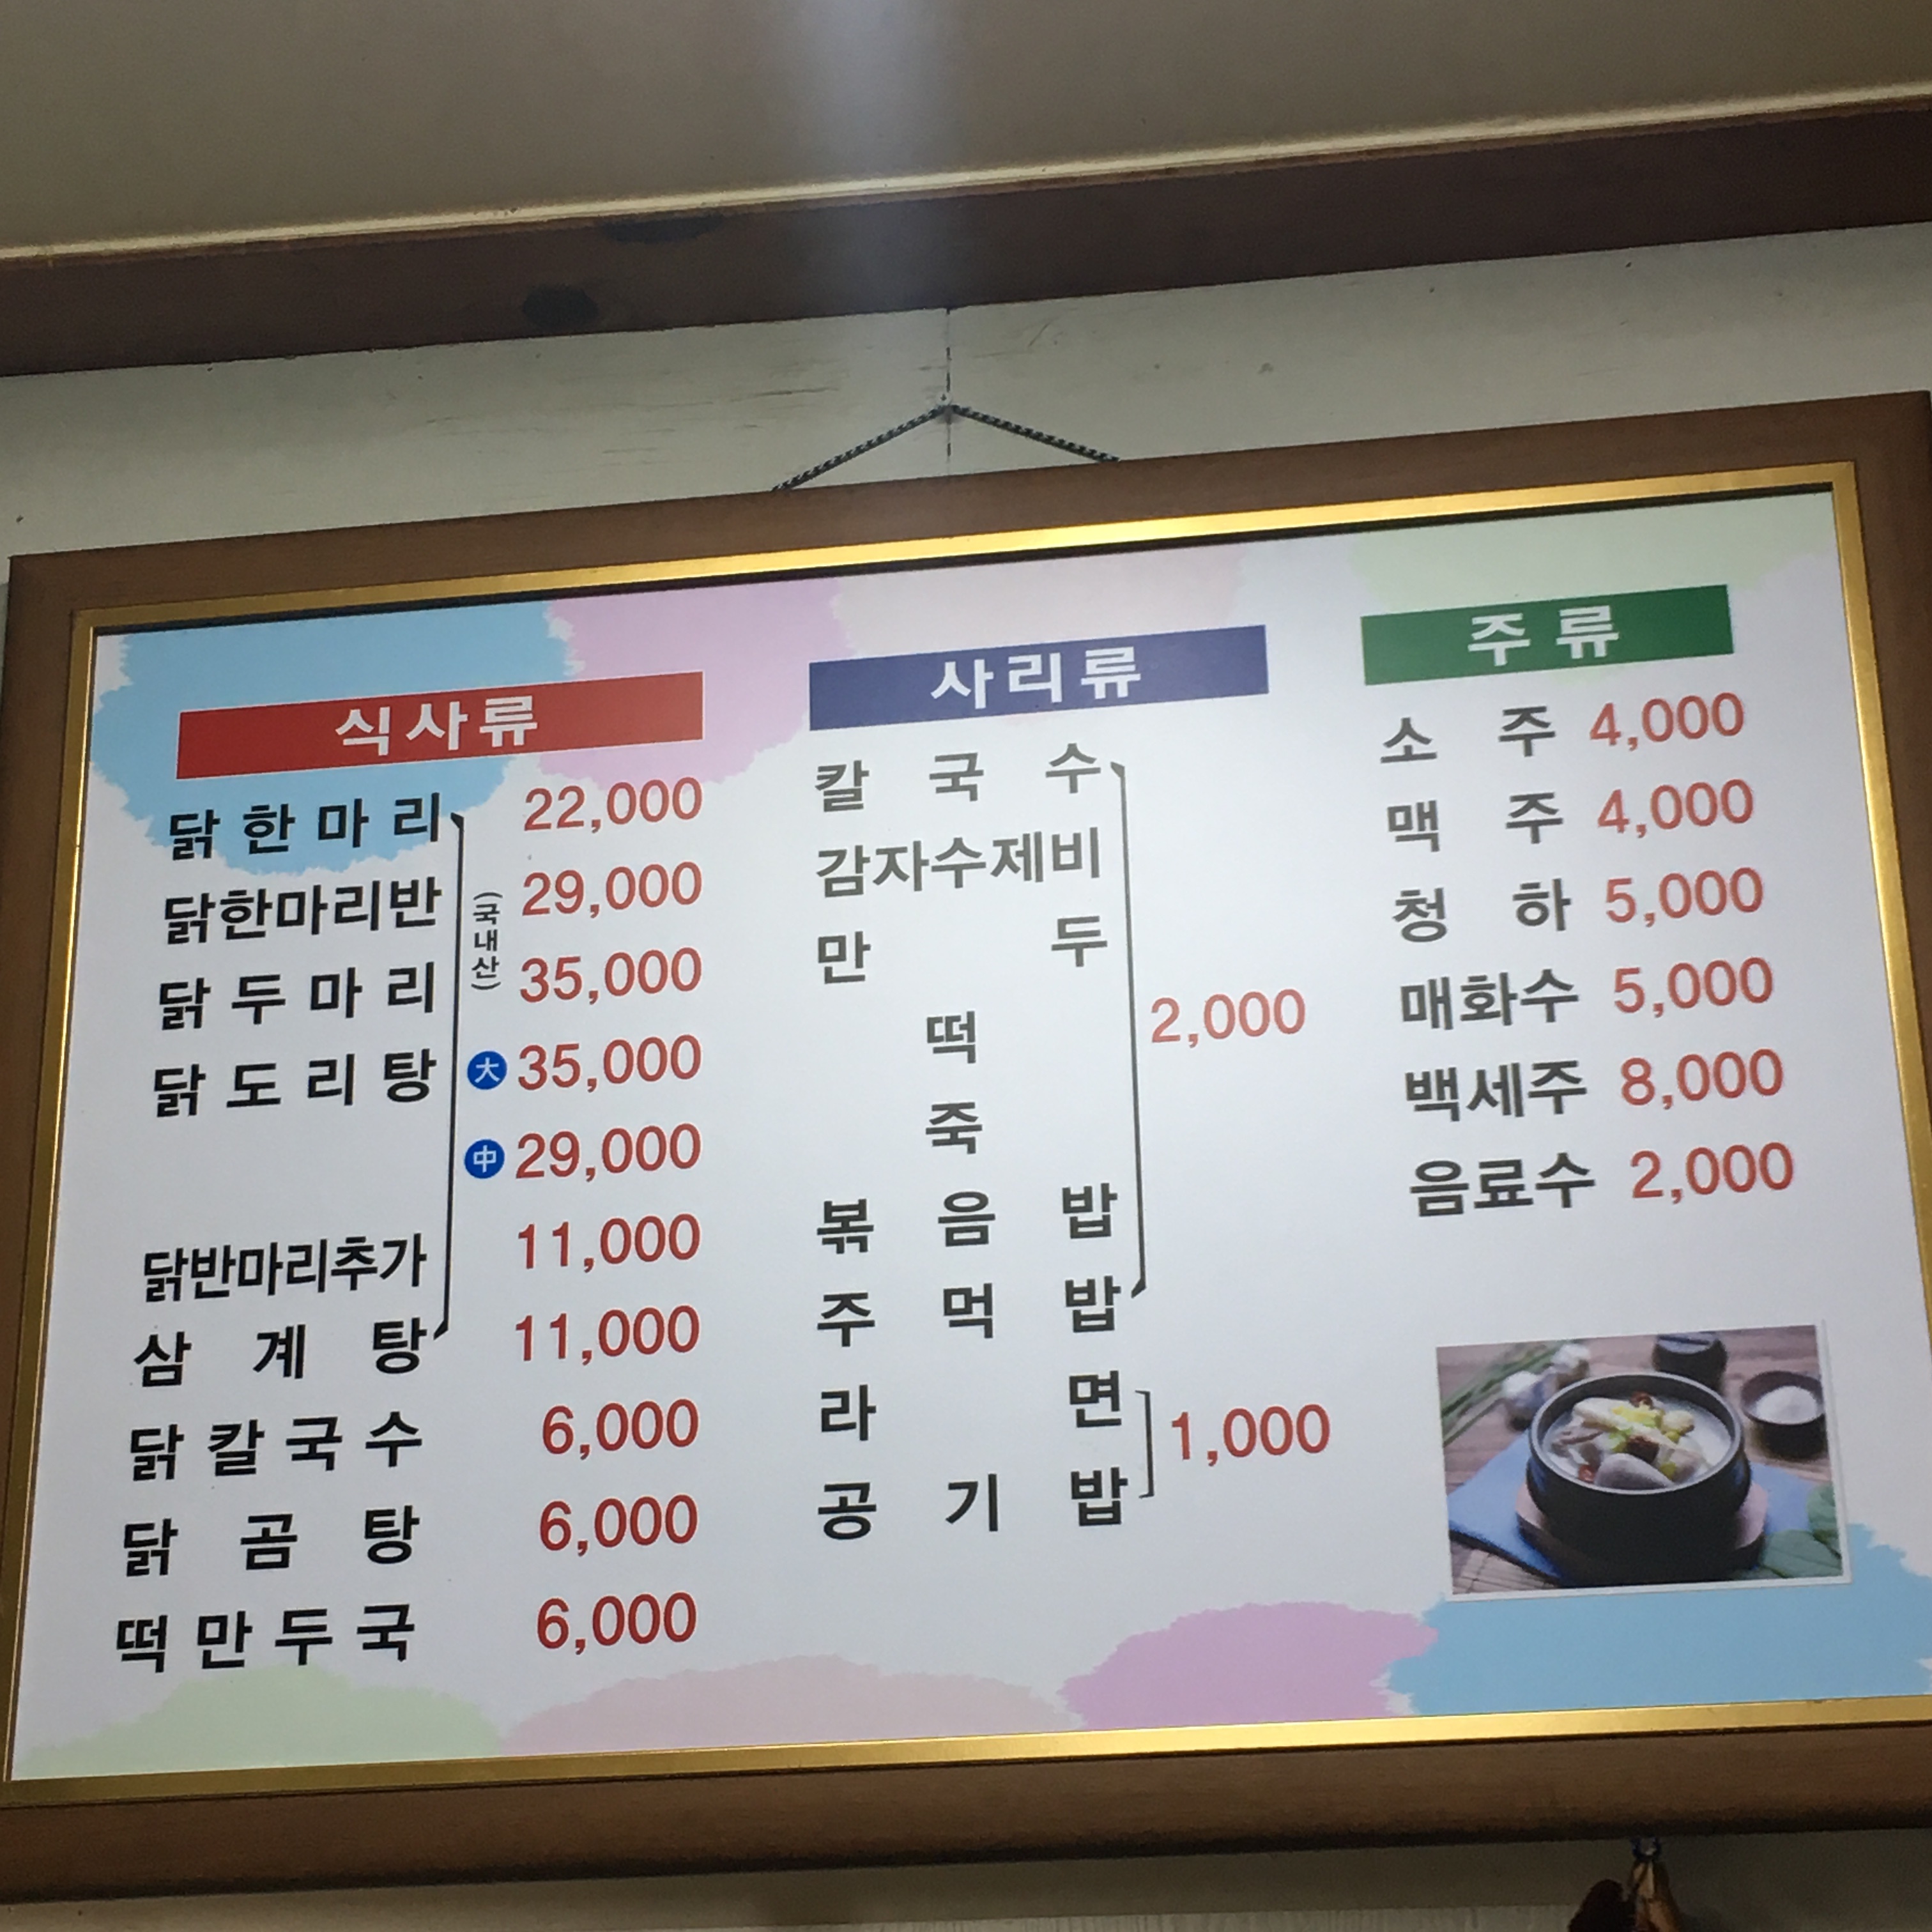 식사류
닭한마리 22,000
닭한마리반 29,000
닭두마리 35,000
(국내산)
닭도리탕 大 35,000
中 29,000
닭반마리추가 11,000
삼계탕 11,000
닭칼국수 6,000
닭곰탕 6,000
떡만두국 6,000
사리류
칼국수
감자수제비
만두
떡
죽
볶음밥
주먹밥
2,000
라면
공기밥
1,000
주류
소주 4,000
맥주 4,000
청하 5,000
매화수 5,000
백세주 8,000
음료수 2,000